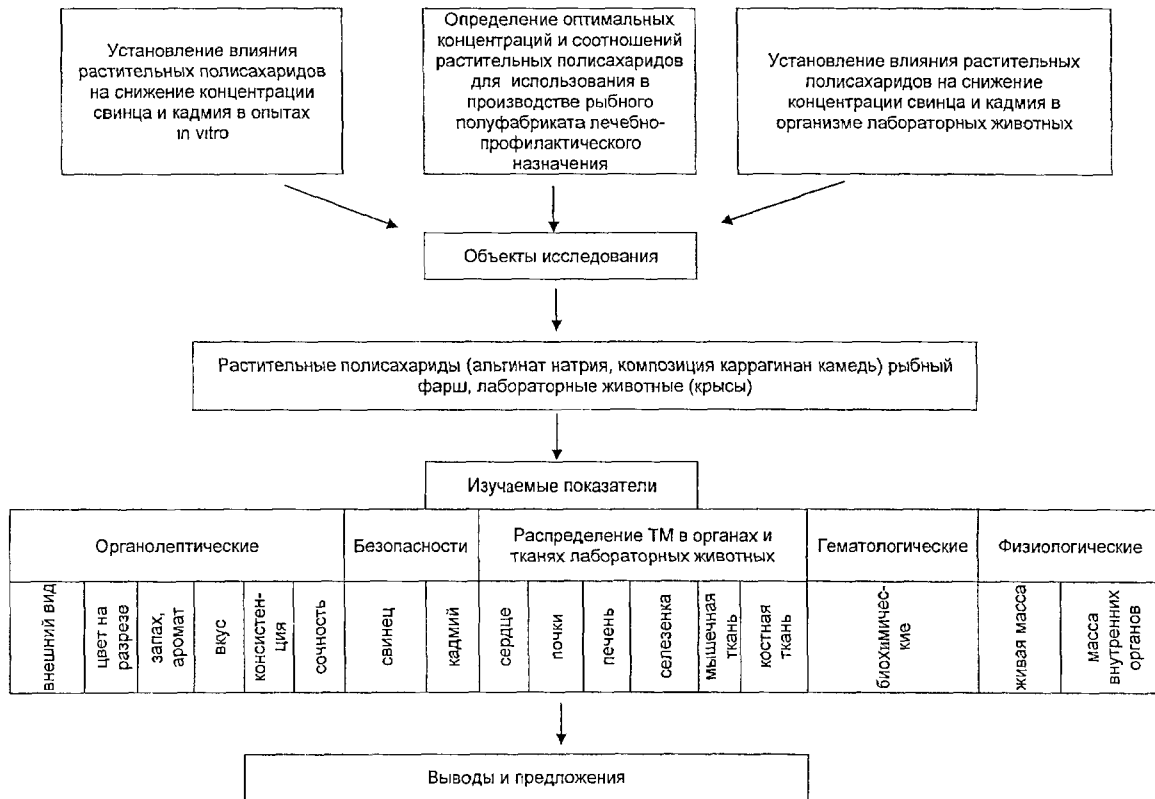 Установление влияния
растительных полисахаридов
на снижение концентрации
свинца и кадмия в опытах
in vitro
Определение оптимальных
концентраций и соотношений
растительных полисахаридов
для использования в
производстве рыбного
полуфабриката лечебно-
профилактического
назначения
Установление влияния растительных
полисахаридов на снижение
концентрации свинца и кадмия в
организме лабораторных животных
Объекты исследования
Растительные полисахариды (альгинат натрия, композиция каррагинан камедь) рыбный
фарш, лабораторные животные (крысы)
Изучаемые показатели
Органолептические
Безопасности
Распределение ТМ в органах и
тканях лабораторных животных
Гематологические
Физиологические
внешний вид
цвет на
разрезе
запах,
аромат
вкус
консистен-
ция
сочность
свинец
кадмий
сердце
почки
печень
селезенка
мышечная
ткань
костная
ткань
биохимичес-
кие
живая масса
масса
внутренних
органов
Выводы и предложения